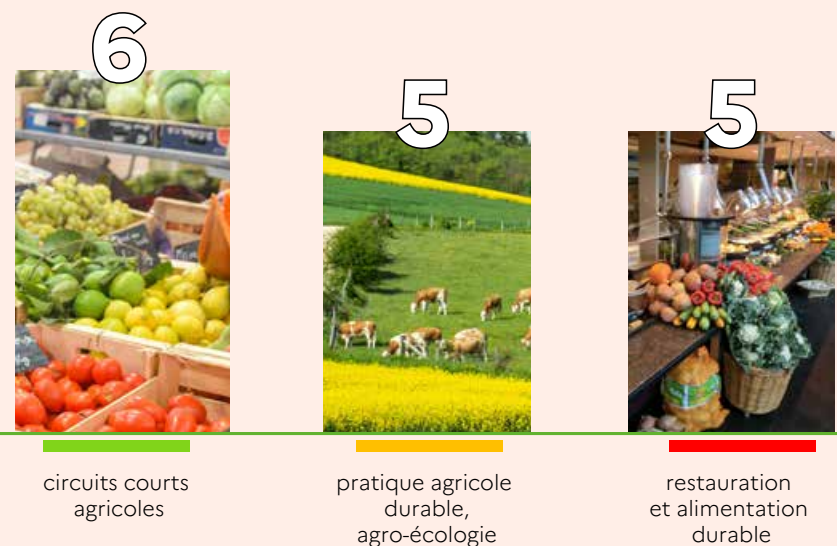 6
5
5
circuits courts
agricoles
pratique agricole
durable,
agro-écologie
restauration
et alimentation
durable